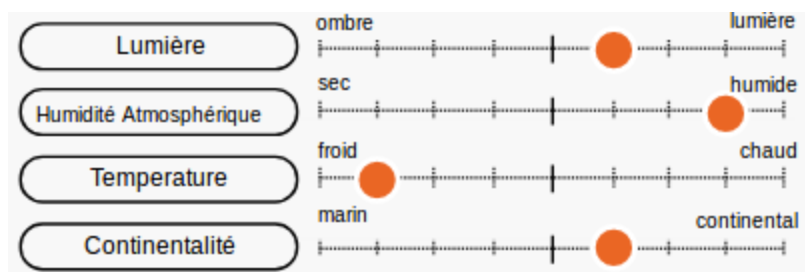 Lumière
ombre
lumière
Humidité Atmosphérique
sec
humide
Temperature
froid
chaud
Continentalité
marin
continental